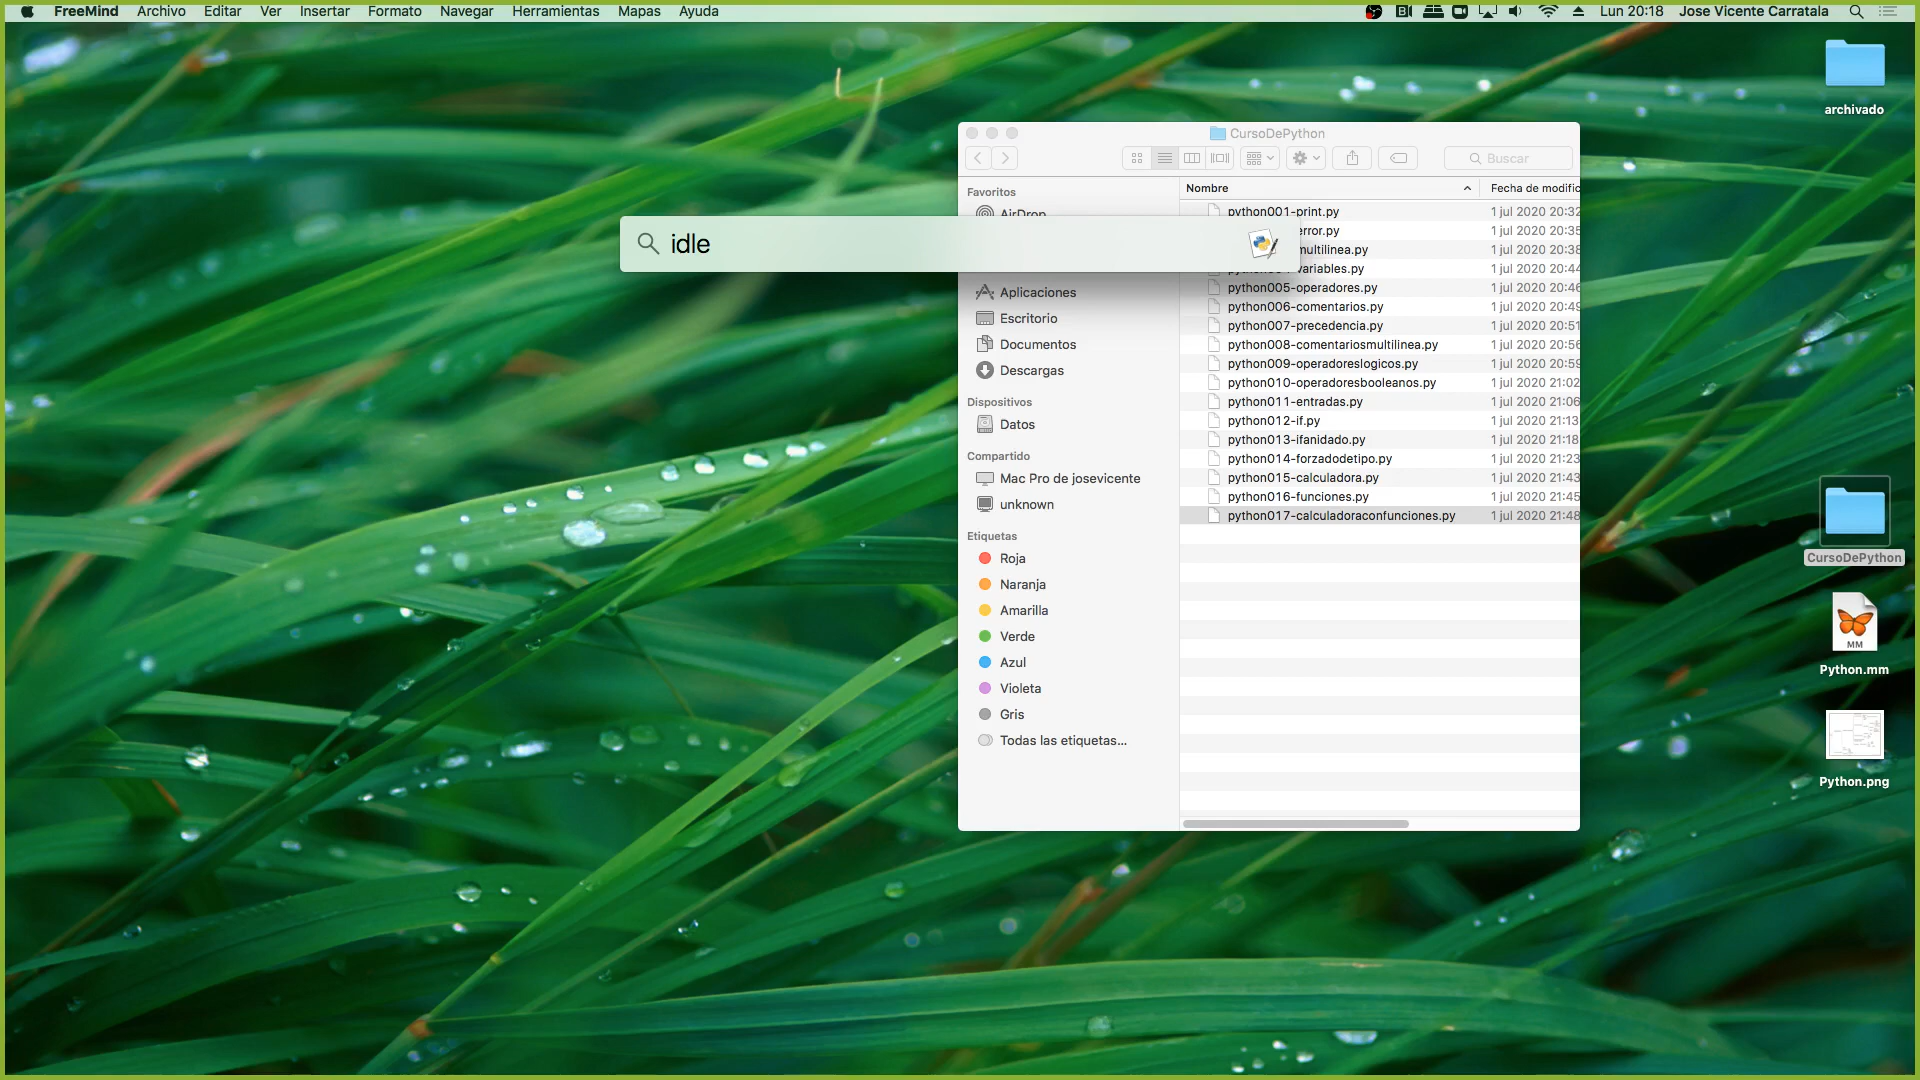 FreeMind Archivo Editar Ver Insertar Formato Navegar Herramientas Mapas Ayuda
Lun 20:18 Jose Vicente Carratala
archivado
CursoDePython
Buscar
Favoritos
AirDrop
Aplicaciones
Escritorio
Documentos
Descargas
Dispositivos
Datos
Compartido
Mac Pro de josevicente
unknown
Etiquetas
Roja
Naranja
Amarilla
Verde
Azul
Violeta
Gris
Todas las etiquetas...
Nombre Fecha de modific
python001-print.py 1 jul 2020 20:32
error.py 1 jul 2020 20:35
multilinea.py 1 jul 2020 20:38
variables.py 1 jul 2020 20:44
python005-operadores.py 1 jul 2020 20:46
python006-comentarios.py 1 jul 2020 20:49
python007-precedencia.py 1 jul 2020 20:51
python008-comentariosmultilinea.py 1 jul 2020 20:56
python009-operadoreslogicos.py 1 jul 2020 20:59
python010-operadoresbooleanos.py 1 jul 2020 21:02
python011-entradas.py 1 jul 2020 21:06
python012-if.py 1 jul 2020 21:13
python013-ifanidado.py 1 jul 2020 21:18
python014-forzadodetipo.py 1 jul 2020 21:23
python015-calculadora.py 1 jul 2020 21:43
python016-funciones.py 1 jul 2020 21:45
python017-calculadoraconfunciones.py 1 jul 2020 21:48
idle
CursoDePython
MM
Python.mm
Python.png